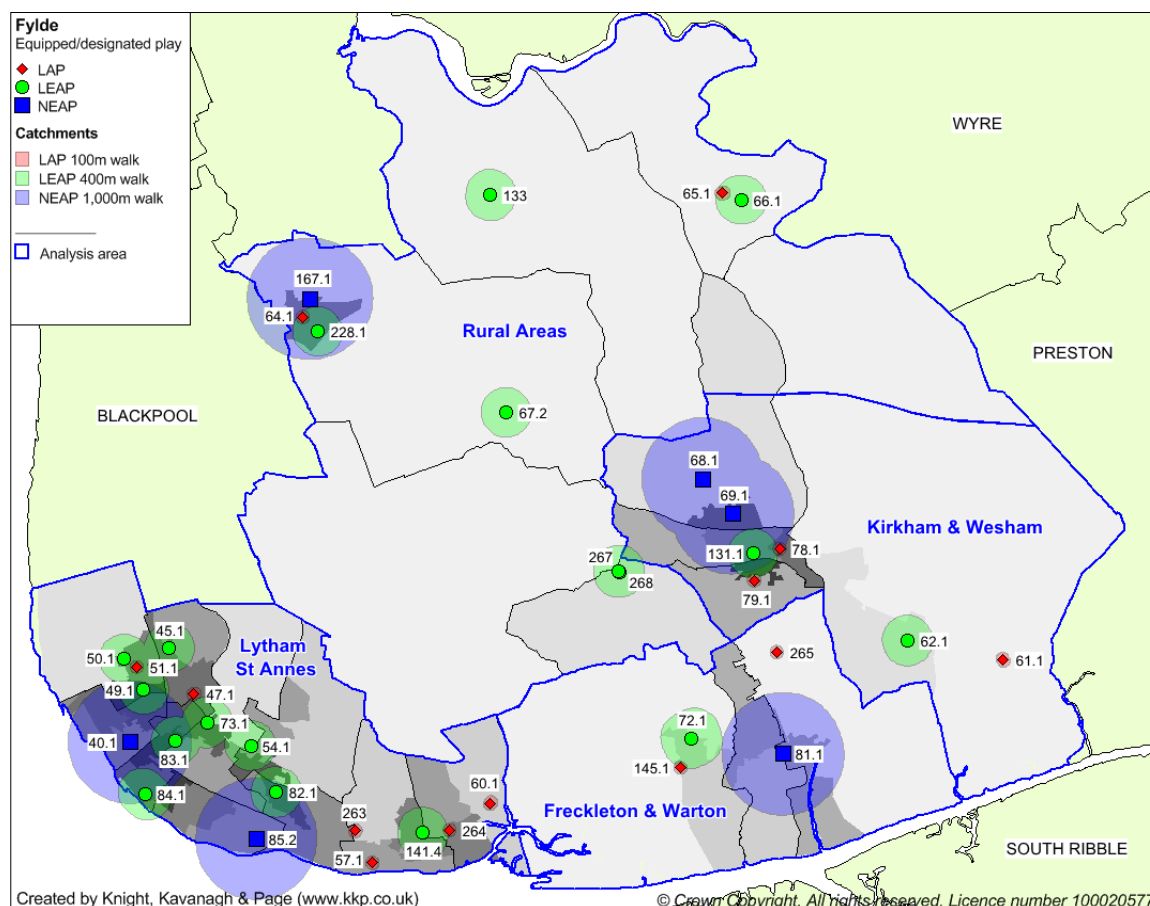 Fylde
Equipped/designated play
LAP
LEAP
NEAP
Catchments
LAP 100m walk
LEAP 400m walk
NEAP 1,000m walk
Analysis area
WYRE
65.1
66.1
133
167.1
64.1
228.1
Rural Areas
PRESTON
BLACKPOOL
67.2
68.1
69.1
Kirkham & Wesham
131.1
78.1
267
268
79.1
45.1
50.1
51.1
Lytham
St Annes
62.1
265
61.1
49.1
47.1
73.1
72.1
40.1
83.1
54.1
81.1
145.1
84.1
82.1
60.1
263
264
Freckleton & Warton
85.2
141.4
57.1
SOUTH RIBBLE
Created by Knight, Kavanagh & Page (www.kkp.co.uk)
© Crown Copyright. All rights reserved. Licence number 100020577